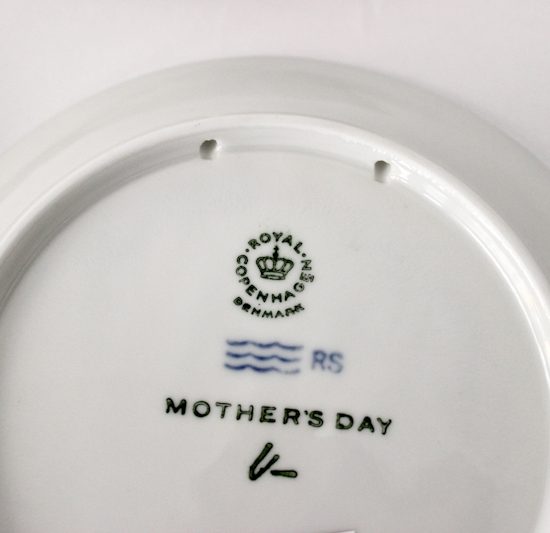 ROYAL
COPENHAGEN
DENMARK
RS
MOTHER'S DAY